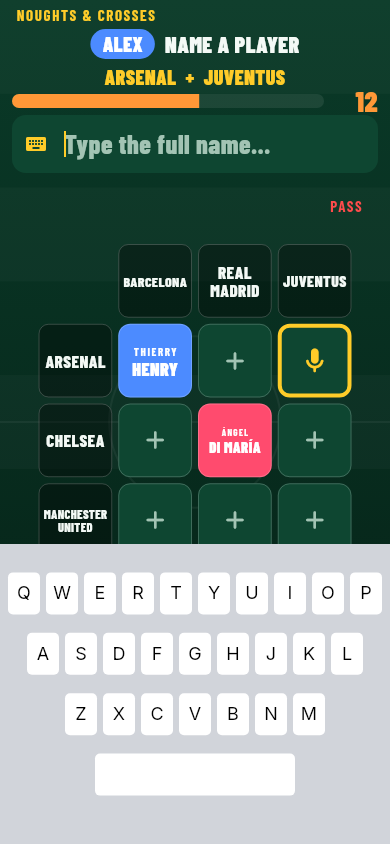 NOUGHTS & CROSSES
ALEX NAME A PLAYER
ARSENAL + JUVENTUS
12
Type the full name...
PASS
BARCELONA
REAL
MADRID
JUVENTUS
ARSENAL
THIERRY
HENRY
+
CHELSEA
+
ÁNGEL
DI MARÍA
+
MANCHESTER
UNITED
+
+
+
Q W E R T Y U I O P
A S D F G H J K L
Z X C V B N M